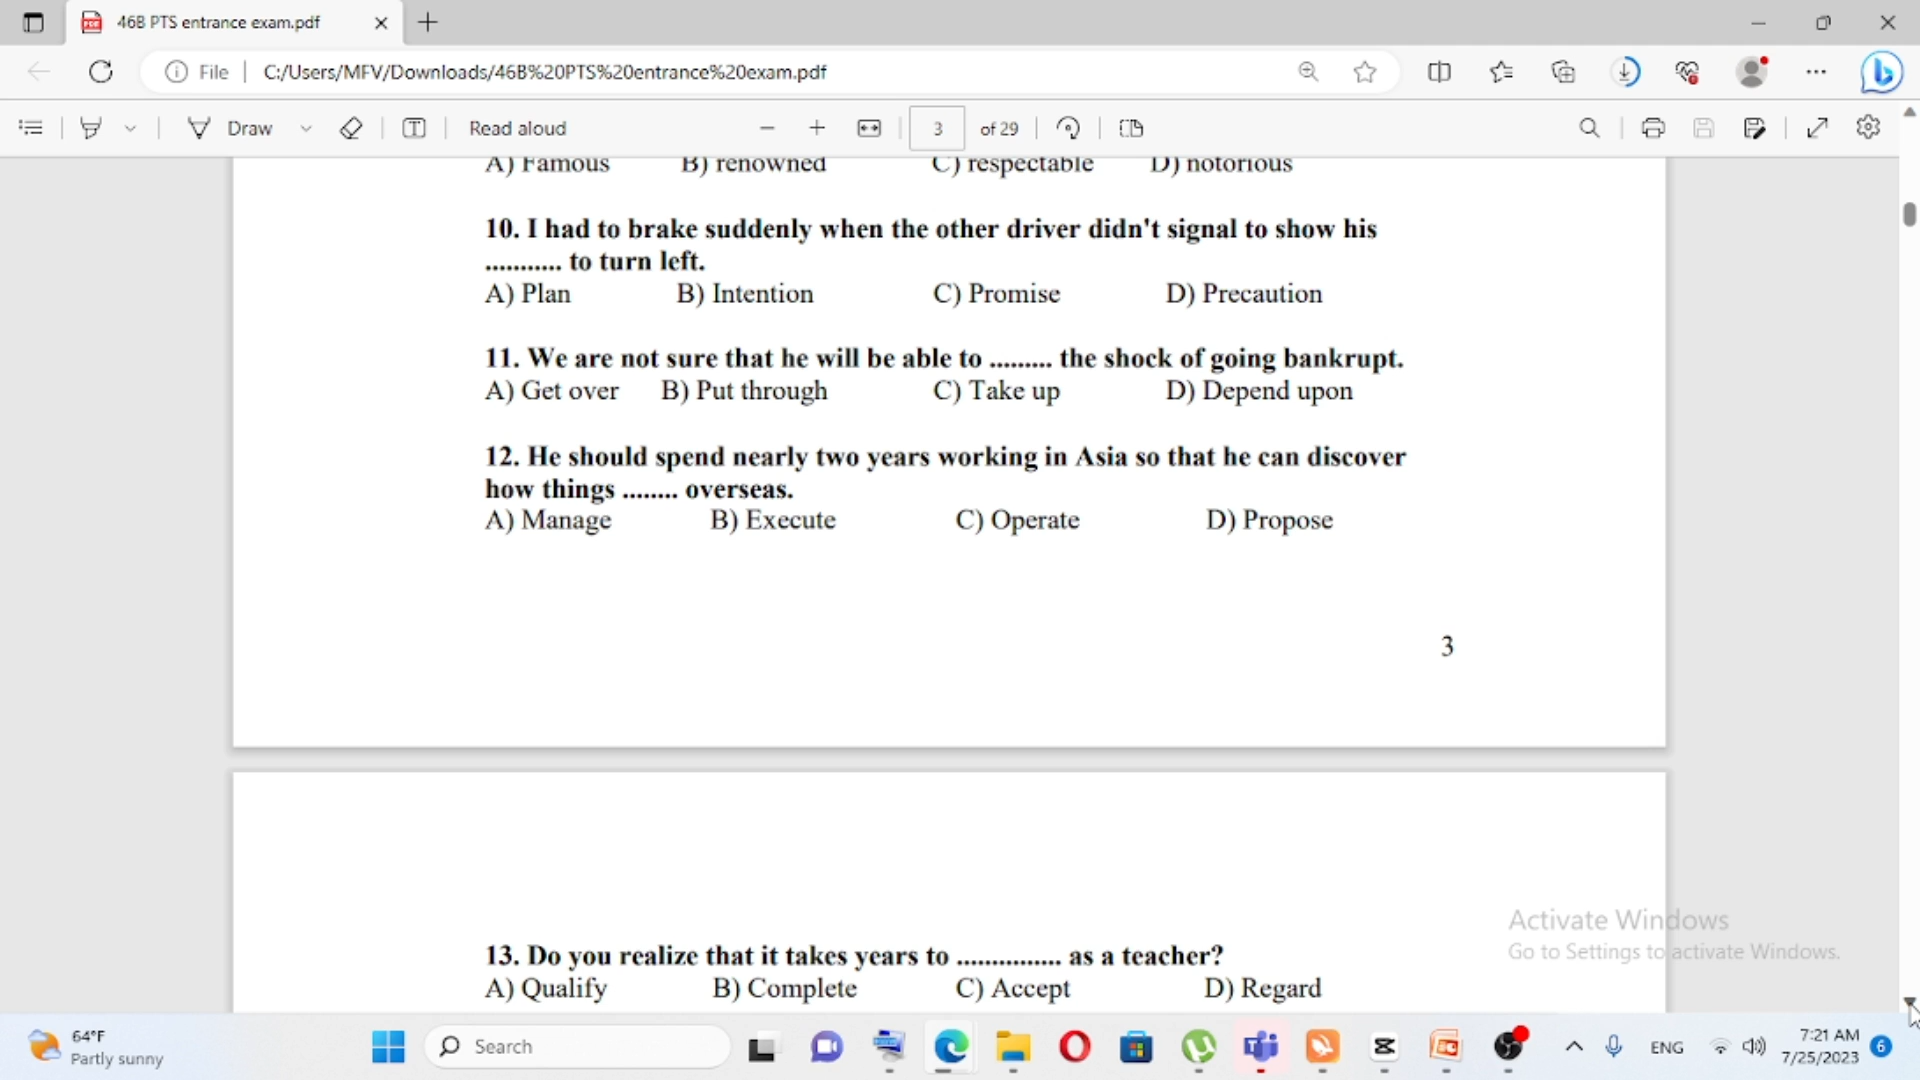 46B PTS entrance exam.pdf
File
C:/Users/MFV/Downloads/46B%20PTS%20entrance%20exam.pdf
Draw
Read aloud
3
of 29
A) Famous B) renowned C) respectable D) notorious
10. I had to brake suddenly when the other driver didn't signal to show his
........... to turn left.
A) Plan B) Intention C) Promise D) Precaution
11. We are not sure that he will be able to ......... the shock of going bankrupt.
A) Get over B) Put through C) Take up D) Depend upon
12. He should spend nearly two years working in Asia so that he can discover
how things ........ overseas.
A) Manage B) Execute C) Operate D) Propose
3
13. Do you realize that it takes years to ............... as a teacher?
A) Qualify B) Complete C) Accept D) Regard
Activate Windows
Go to Settings to activate Windows.
64°F
Partly sunny
Search
ENG
7:21 AM
7/25/2023
6